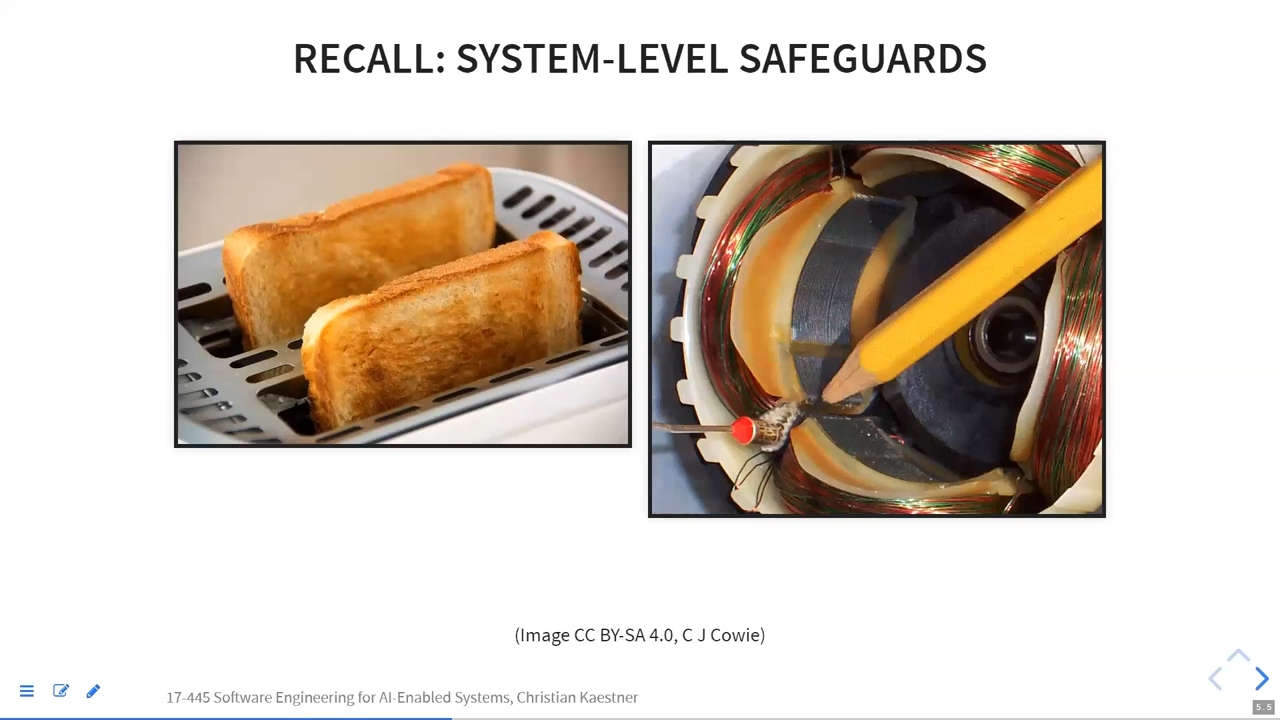 RECALL: SYSTEM-LEVEL SAFEGUARDS
(Image CC BY-SA 4.0, C J Cowie)
17-445 Software Engineering for AI-Enabled Systems, Christian Kaestner
5.5